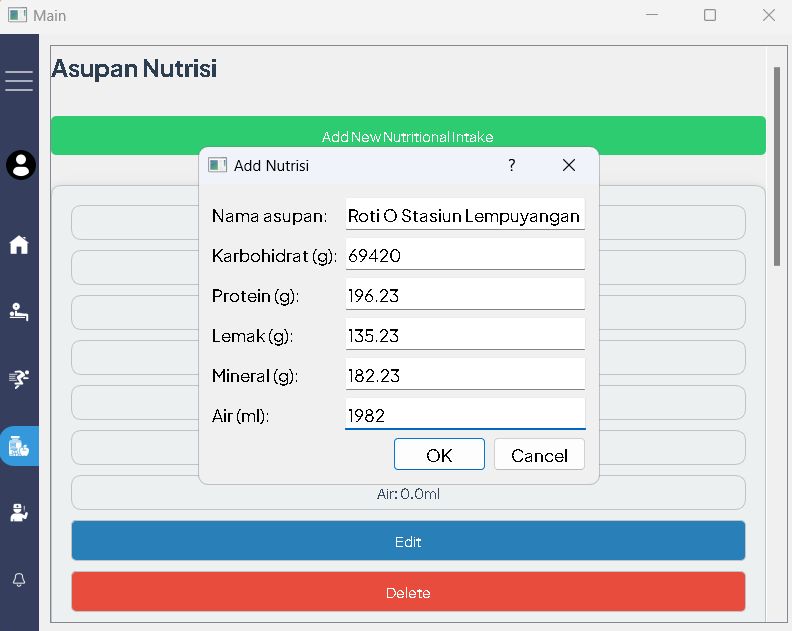 Main
Asupan Nutrisi
Add New Nutritional Intake
Add Nutrisi ?
Nama asupan: Roti O Stasiun Lempuyangan
Karbohidrat (g): 69420
Protein (g): 196.23
Lemak (g): 135.23
Mineral (g): 182.23
Air (ml): 1982
OK Cancel
Air: 0.0ml
Edit
Delete